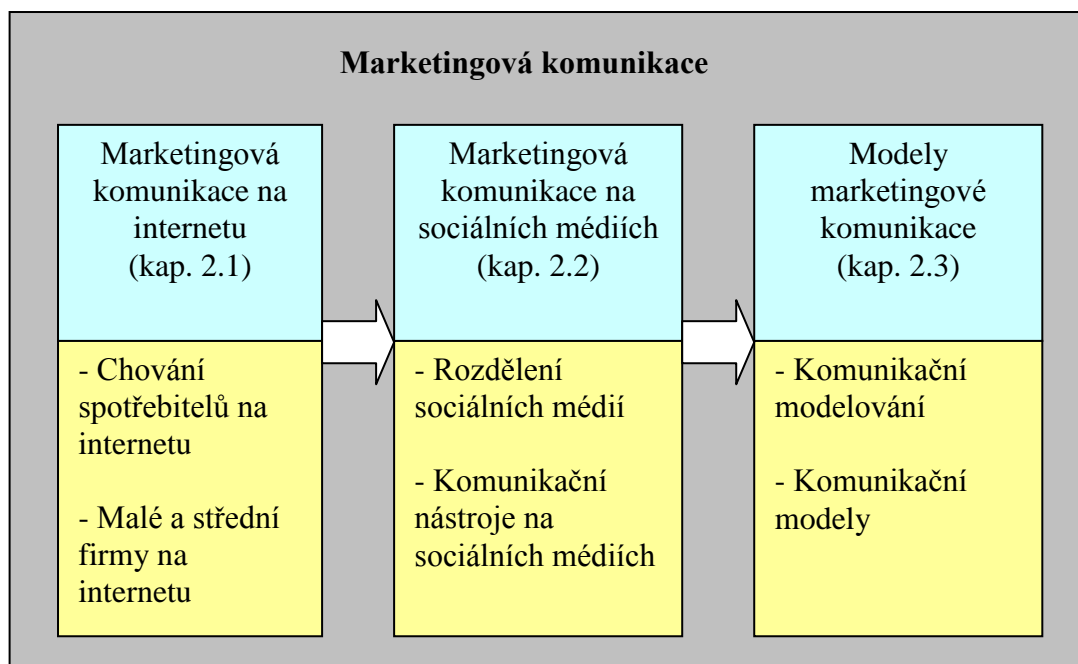 Marketingová komunikace
Marketingová
komunikace na
internetu
(kap. 2.1)
- Chování
spotřebitelů na
internetu
- Malé a střední
firmy na
internetu
Marketingová
komunikace na
sociálních médiích
(kap. 2.2)
- Rozdělení
sociálních médií
- Komunikační
nástroje na
sociálních médiích
Modely
marketingové
komunikace
(kap. 2.3)
- Komunikační
modelování
- Komunikační
modely